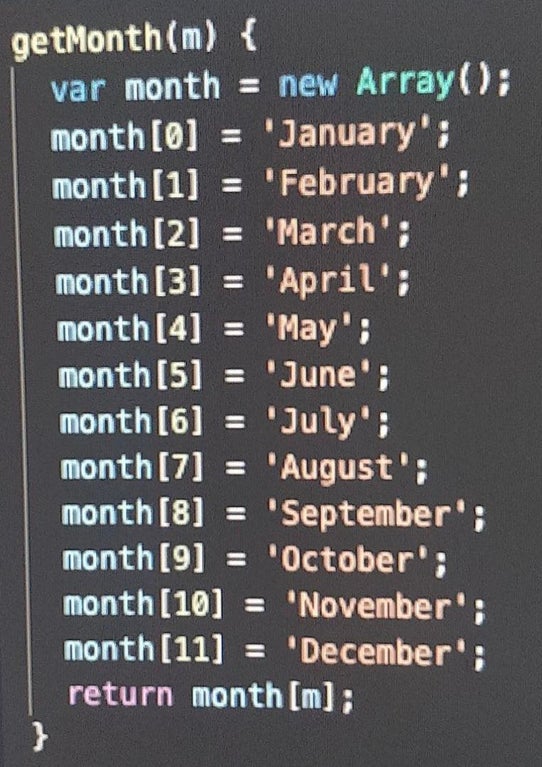 getMonth(m) {
var month = new Array();
month[0] = 'January';
month[1] = 'February';
month[2] = 'March';
month[3] = 'April';
month[4] = 'May';
month[5] = 'June';
month[6] = 'July';
month[7] = 'August';
month[8] = 'September';
month[9] = 'October';
month[10] = 'November';
month[11] = 'December';
return month[m];
}